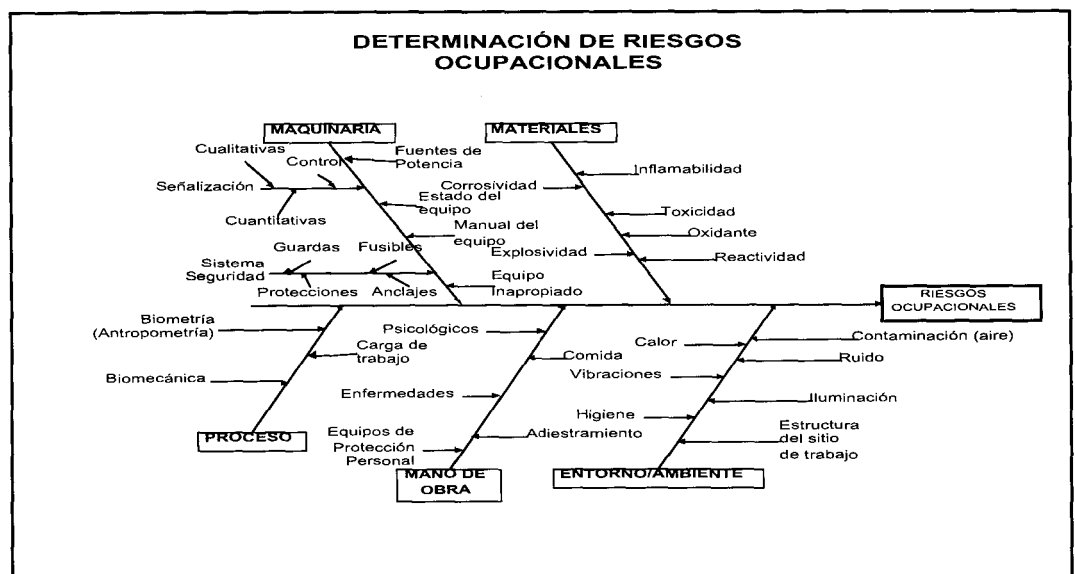 DETERMINACIÓN DE RIESGOS
OCUPACIONALES
MAQUINARIA
MATERIALES
Cualitativas
Control
Fuentes de
Potencia
Señalización
Cuantitativas
Estado del
equipo
Manual del
equipo
Guardas
Fusibles
Sistema
Seguridad
Protecciones
Anclajes
Equipo
Inapropiado
Inflamabilidad
Corrosividad
Toxicidad
Oxidante
Explosividad
Reactividad
RIESGOS
OCUPACIONALES
Biometría
(Antropometría)
Carga de
trabajo
Biomecánica
PROCESO
Psicológicos
Comida
Enfermedades
Adiestramiento
Equipos de
Protección
Personal
MANO DE
OBRA
Contaminación (aire)
Calor
Ruido
Vibraciones
Iluminación
Higiene
Estructura
del sitio
de trabajo
ENTORNO/AMBIENTE